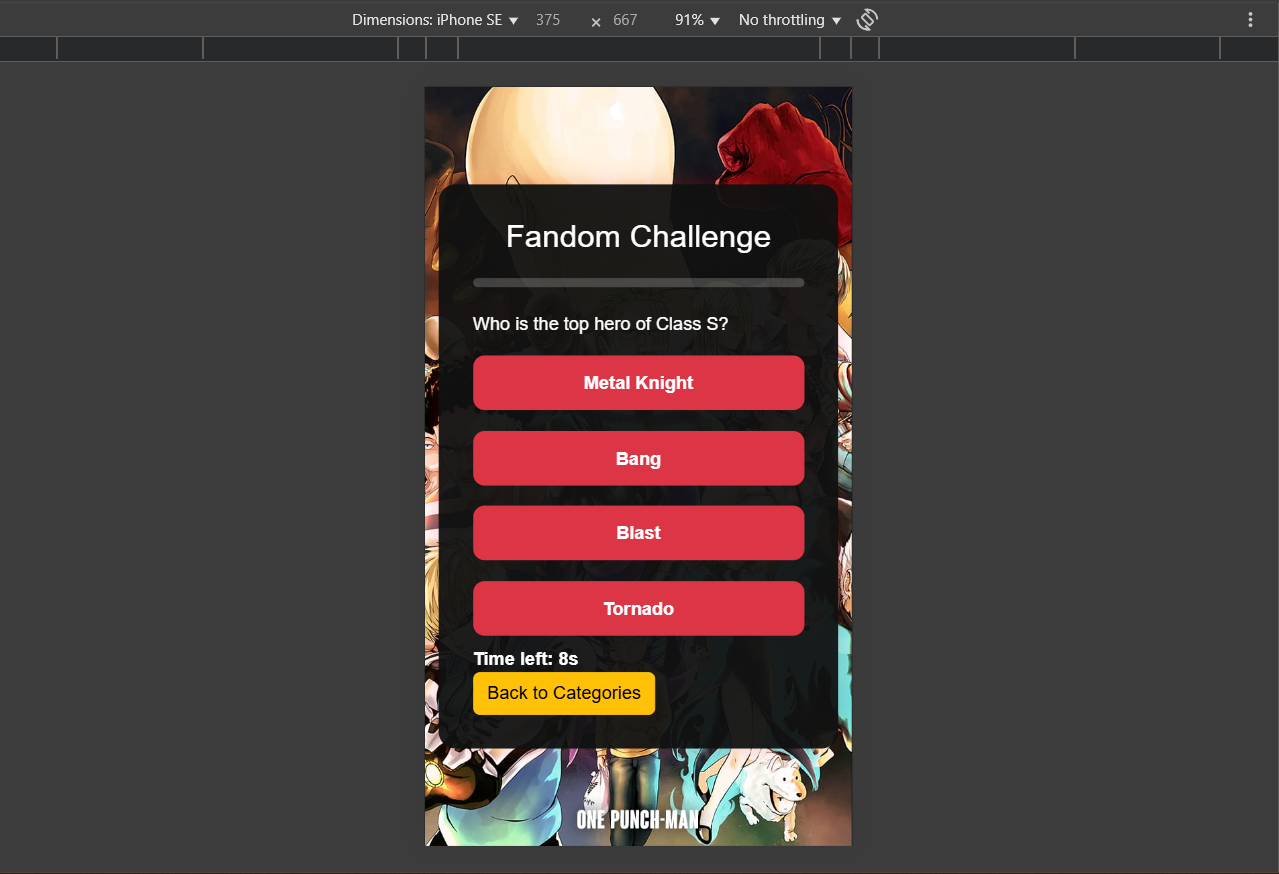 Dimensions: iPhone SE ▼ 375 × 667 91% ▼ No throttling ▼
Fandom Challenge
Who is the top hero of Class S?
Metal Knight
Bang
Blast
Tornado
Time left: 8s
Back to Categories
ONE PUNCH-MAN